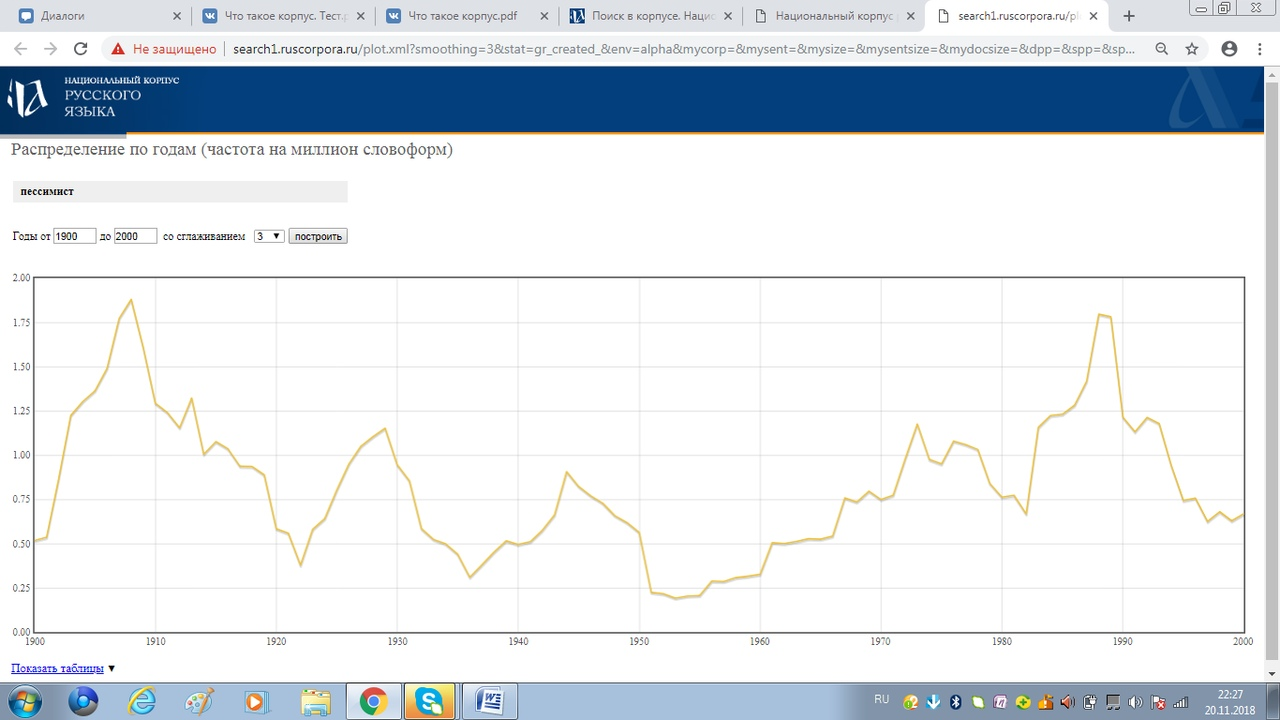 Диалоги
Что такое корпус. Тест.р
Что такое корпус.pdf
Поиск в корпусе. Нацио
Национальный корпус р
search1.ruscorpora.ru/pl
Не защищено
search1.ruscorpora.ru/plot.xml?smoothing=3&stat=gr_created_&env=alpha&mycorp=&mysent=&mysize=&mysentsize=&mydocsize=&dpp=&spp=&sp...
НАЦИОНАЛЬНЫЙ КОРПУС
РУССКОГО
ЯЗЫКА
Распределение по годам (частота на миллион словоформ)
пессимист
Годы от 1900 до 2000 со сглаживанием 3 построить
2.00
1.75
1.50
1.25
1.00
0.75
0.50
0.25
0.00
1900 1910 1920 1930 1940 1950 1960 1970 1980 1990 2000
Показать таблицы
RU
22:27
20.11.2018